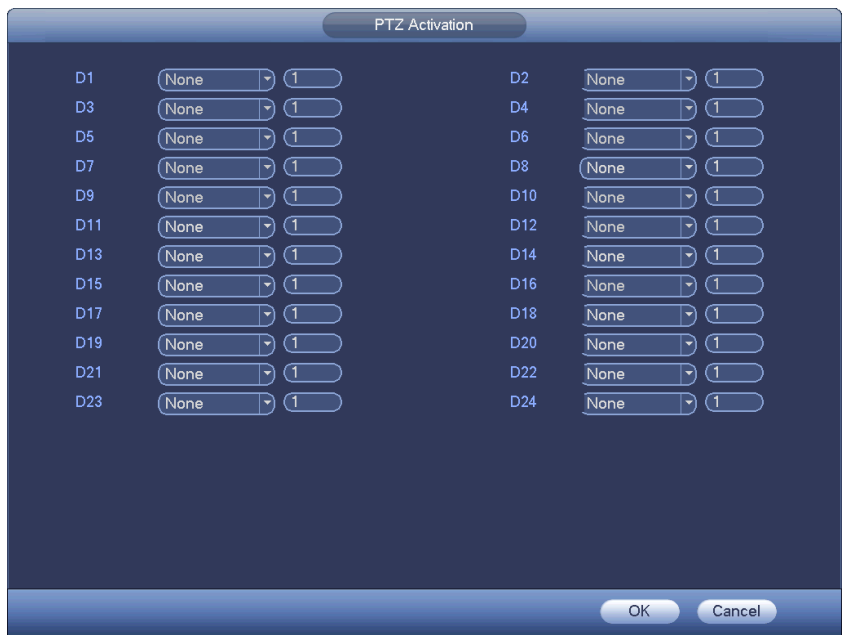 PTZ Activation
D1 None 1 D2 None 1
D3 None 1 D4 None 1
D5 None 1 D6 None 1
D7 None 1 D8 None 1
D9 None 1 D10 None 1
D11 None 1 D12 None 1
D13 None 1 D14 None 1
D15 None 1 D16 None 1
D17 None 1 D18 None 1
D19 None 1 D20 None 1
D21 None 1 D22 None 1
D23 None 1 D24 None 1
OK Cancel